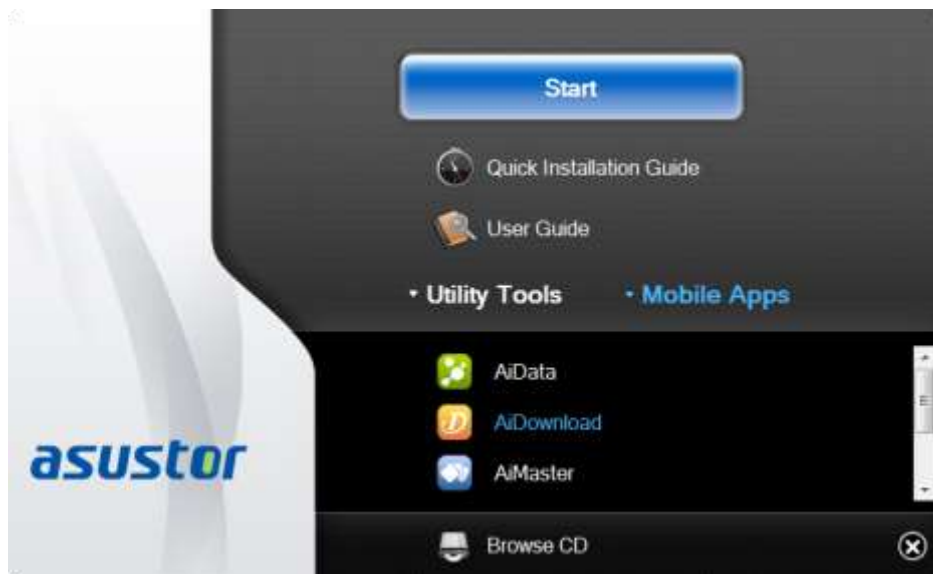 Start
Quick Installation Guide
User Guide
Utility Tools
Mobile Apps
AiData
AiDownload
AiMaster
asustor
Browse CD